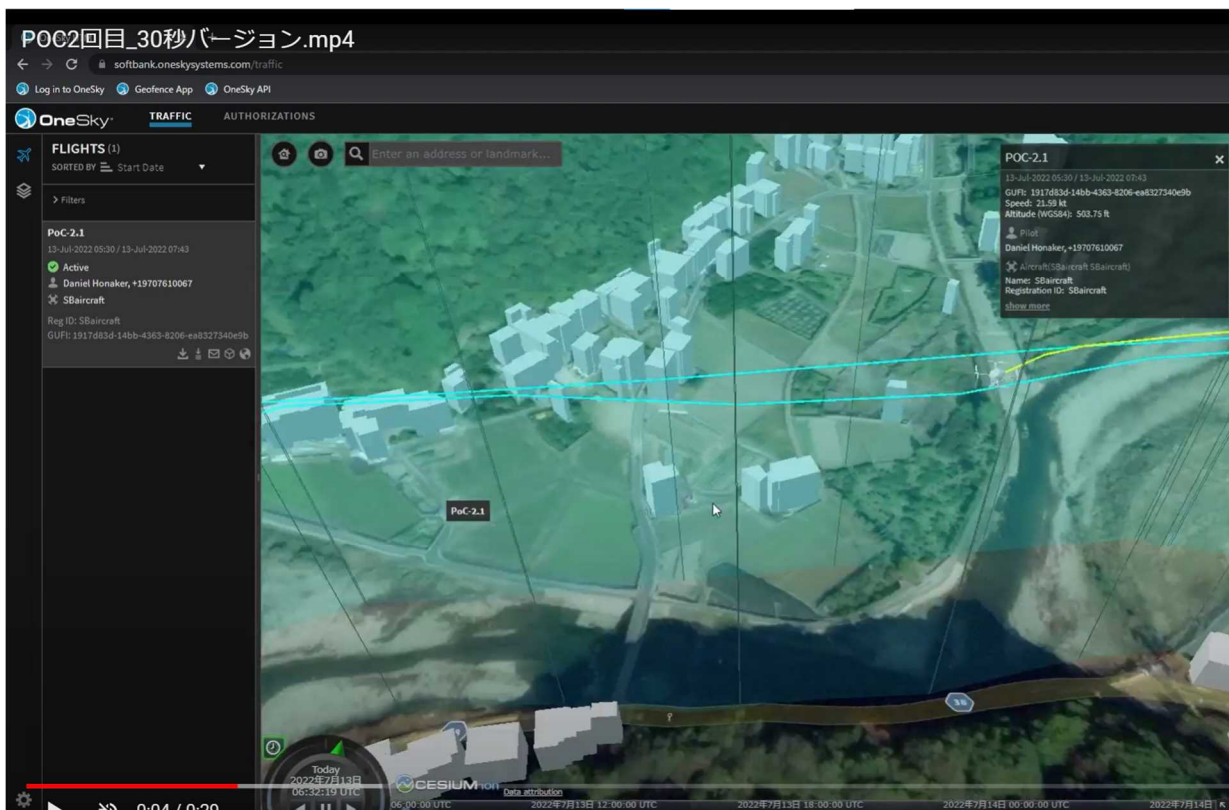 POC2回目_30秒バージョン.mp4
softbank.oneskysystems.com/traffic
Log in to OneSky
Geofence App
OneSky API
OneSky
TRAFFIC
AUTHORIZATIONS
FLIGHTS (1)
SORTED BY Start Date
Filters
PoC-2.1
13-Jul-2022 05:30 / 13-Jul-2022 07:43
Active
Daniel Honaker, +19707610067
SBaircraft
Reg ID: SBaircraft
GUFI: 1917d83d-14bb-4363-8206-ea8327340e9b
Enter an address or landmark...
POC-2.1
13-Jul-2022 05:30 / 13-Jul-2022 07:43
GUFI: 1917d83d-14bb-4363-8206-ea8327340e9b
Speed: 21.59 kt
Altitude (WGS84): 503.75 ft
Pilot
Daniel Honaker, +19707610067
Aircraft(SBaircraft SBaircraft)
Name: SBaircraft
Registration ID: SBaircraft
show more
PoC-2.1
38
Today
2022年7月13日
06:32:19 UTC
CESIUM ion
Data attribution
0:04 / 0:29
06:00:00 UTC
2022年7月13日 12:00:00 UTC
2022年7月13日 18:00:00 UTC
2022年7月14日 00:00:00 UTC